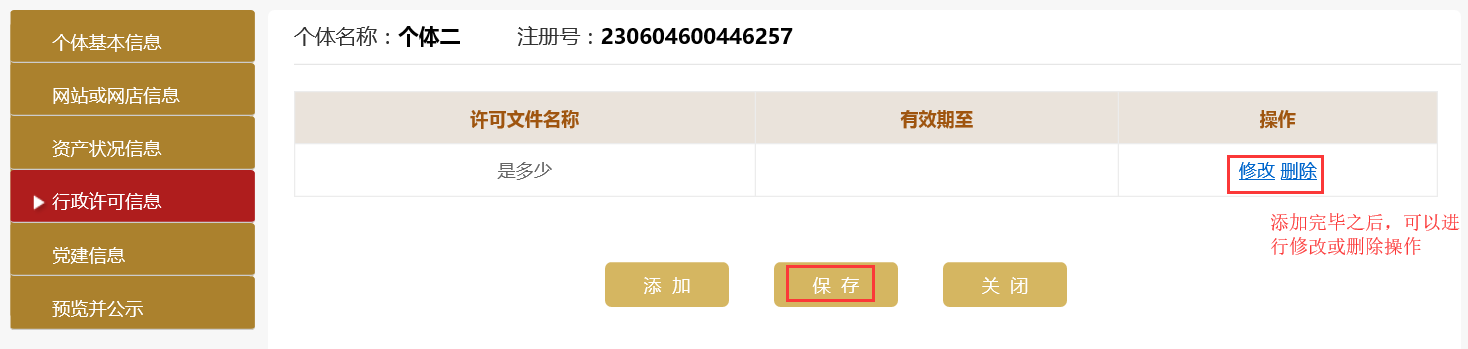 个体基本信息
网站或网店信息
资产状况信息
行政许可信息
党建信息
预览并公示
个体名称：个体二 注册号：230604600446257
许可文件名称 有效期至 操作
是多少 修改 删除
添加完毕之后，可以进
行修改或删除操作
添 加 保 存 关 闭